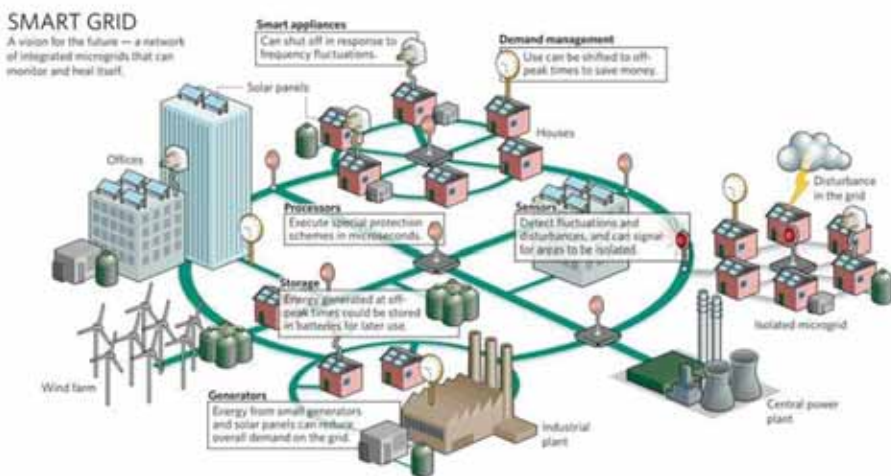 SMART GRID
A vision for the future — a network
of integrated microgrids that can
monitor and heal itself.
Smart appliances
Can shut off in response to
frequency fluctuations.
Demand management
Use can be shifted to off-
peak times to save money.
Solar panels
Houses
Offices
Disturbance
in the grid
Processors
Execute special protection
schemes in microseconds.
Sensors
Detect fluctuations and
disturbances, and can signal
for areas to be isolated.
Storage
Energy generated at off-
peak times could be stored
in batteries for later use.
Isolated microgrid
Wind farm
Generators
Energy from small generators
and solar panels can reduce
overall demand on the grid.
Industrial
plant
Central power
plant